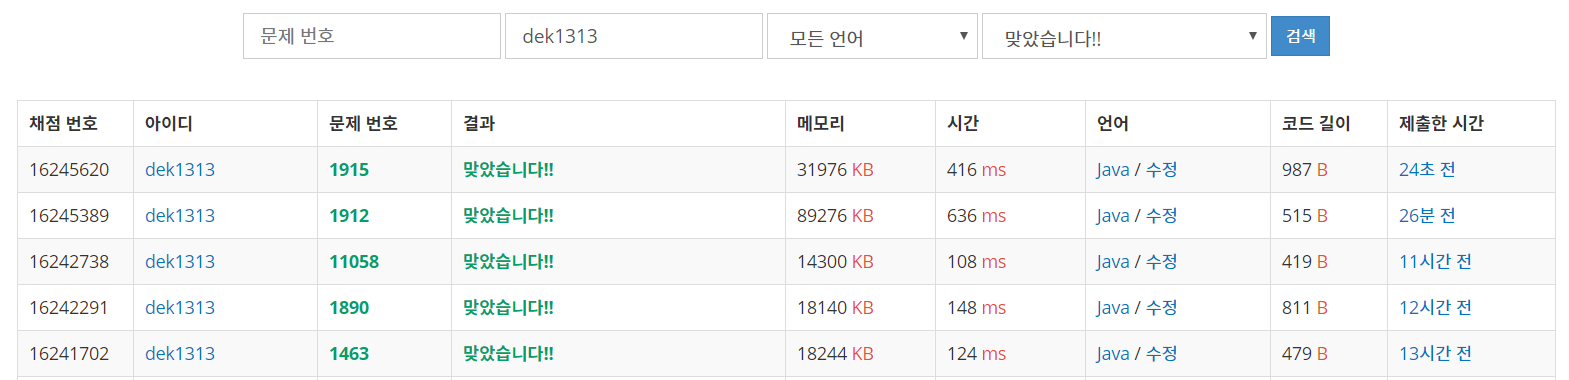 문제 번호 dek1313 모든 언어 맞았습니다!! 검색
채점 번호 아이디 문제 번호 결과 메모리 시간 언어 코드 길이 제출한 시간
16245620 dek1313 1915 맞았습니다!! 31976 KB 416 ms Java / 수정 987 B 24초 전
16245389 dek1313 1912 맞았습니다!! 89276 KB 636 ms Java / 수정 515 B 26분 전
16242738 dek1313 11058 맞았습니다!! 14300 KB 108 ms Java / 수정 419 B 11시간 전
16242291 dek1313 1890 맞았습니다!! 18140 KB 148 ms Java / 수정 811 B 12시간 전
16241702 dek1313 1463 맞았습니다!! 18244 KB 124 ms Java / 수정 479 B 13시간 전